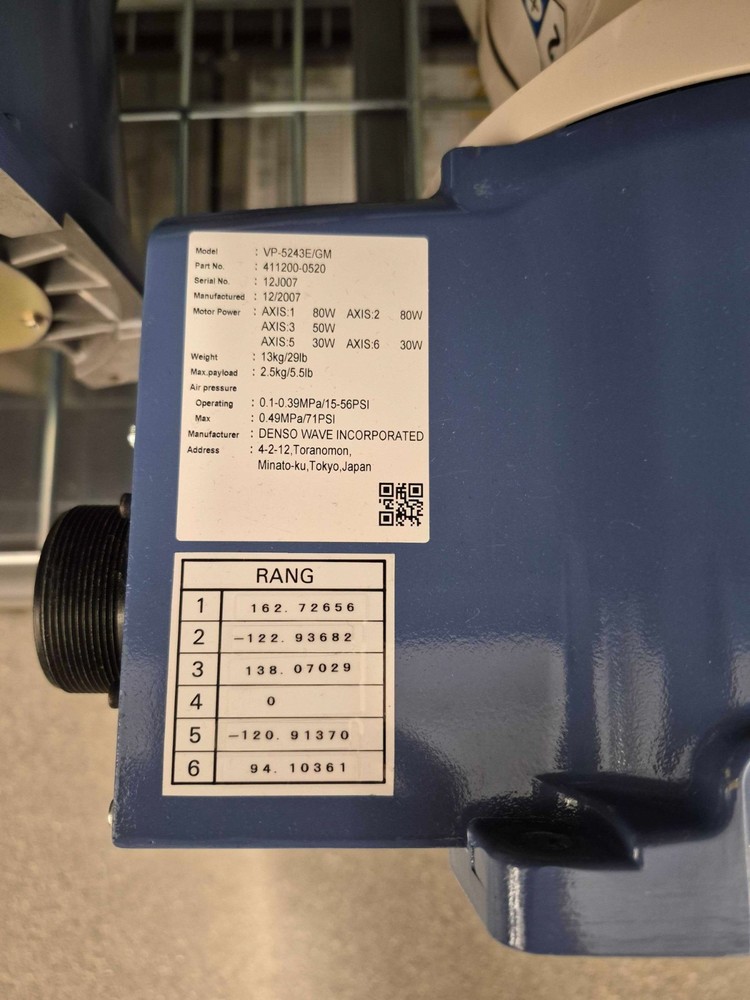 Model : VP-5243E/GM
Part No. : 411200-0520
Serial No. : 12J007
Manufactured : 12/2007
Motor Power : AXIS:1 80W AXIS:2 80W
AXIS:3 50W
AXIS:5 30W AXIS:6 30W
Weight : 13kg/29lb
Max,payload : 2.5kg/5.5lb
Air pressure
Operating : 0.1-0.39MPa/15-56PSI
Max : 0.49MPa/71PSI
Manufacturer : DENSO WAVE INCORPORATED
Address : 4-2-12,Toranomon,
Minato-ku,Tokyo,Japan
RANG
1 162. 72656
2 -122. 93682
3 138. 07029
4 0
5 -120. 91370
6 94. 10361